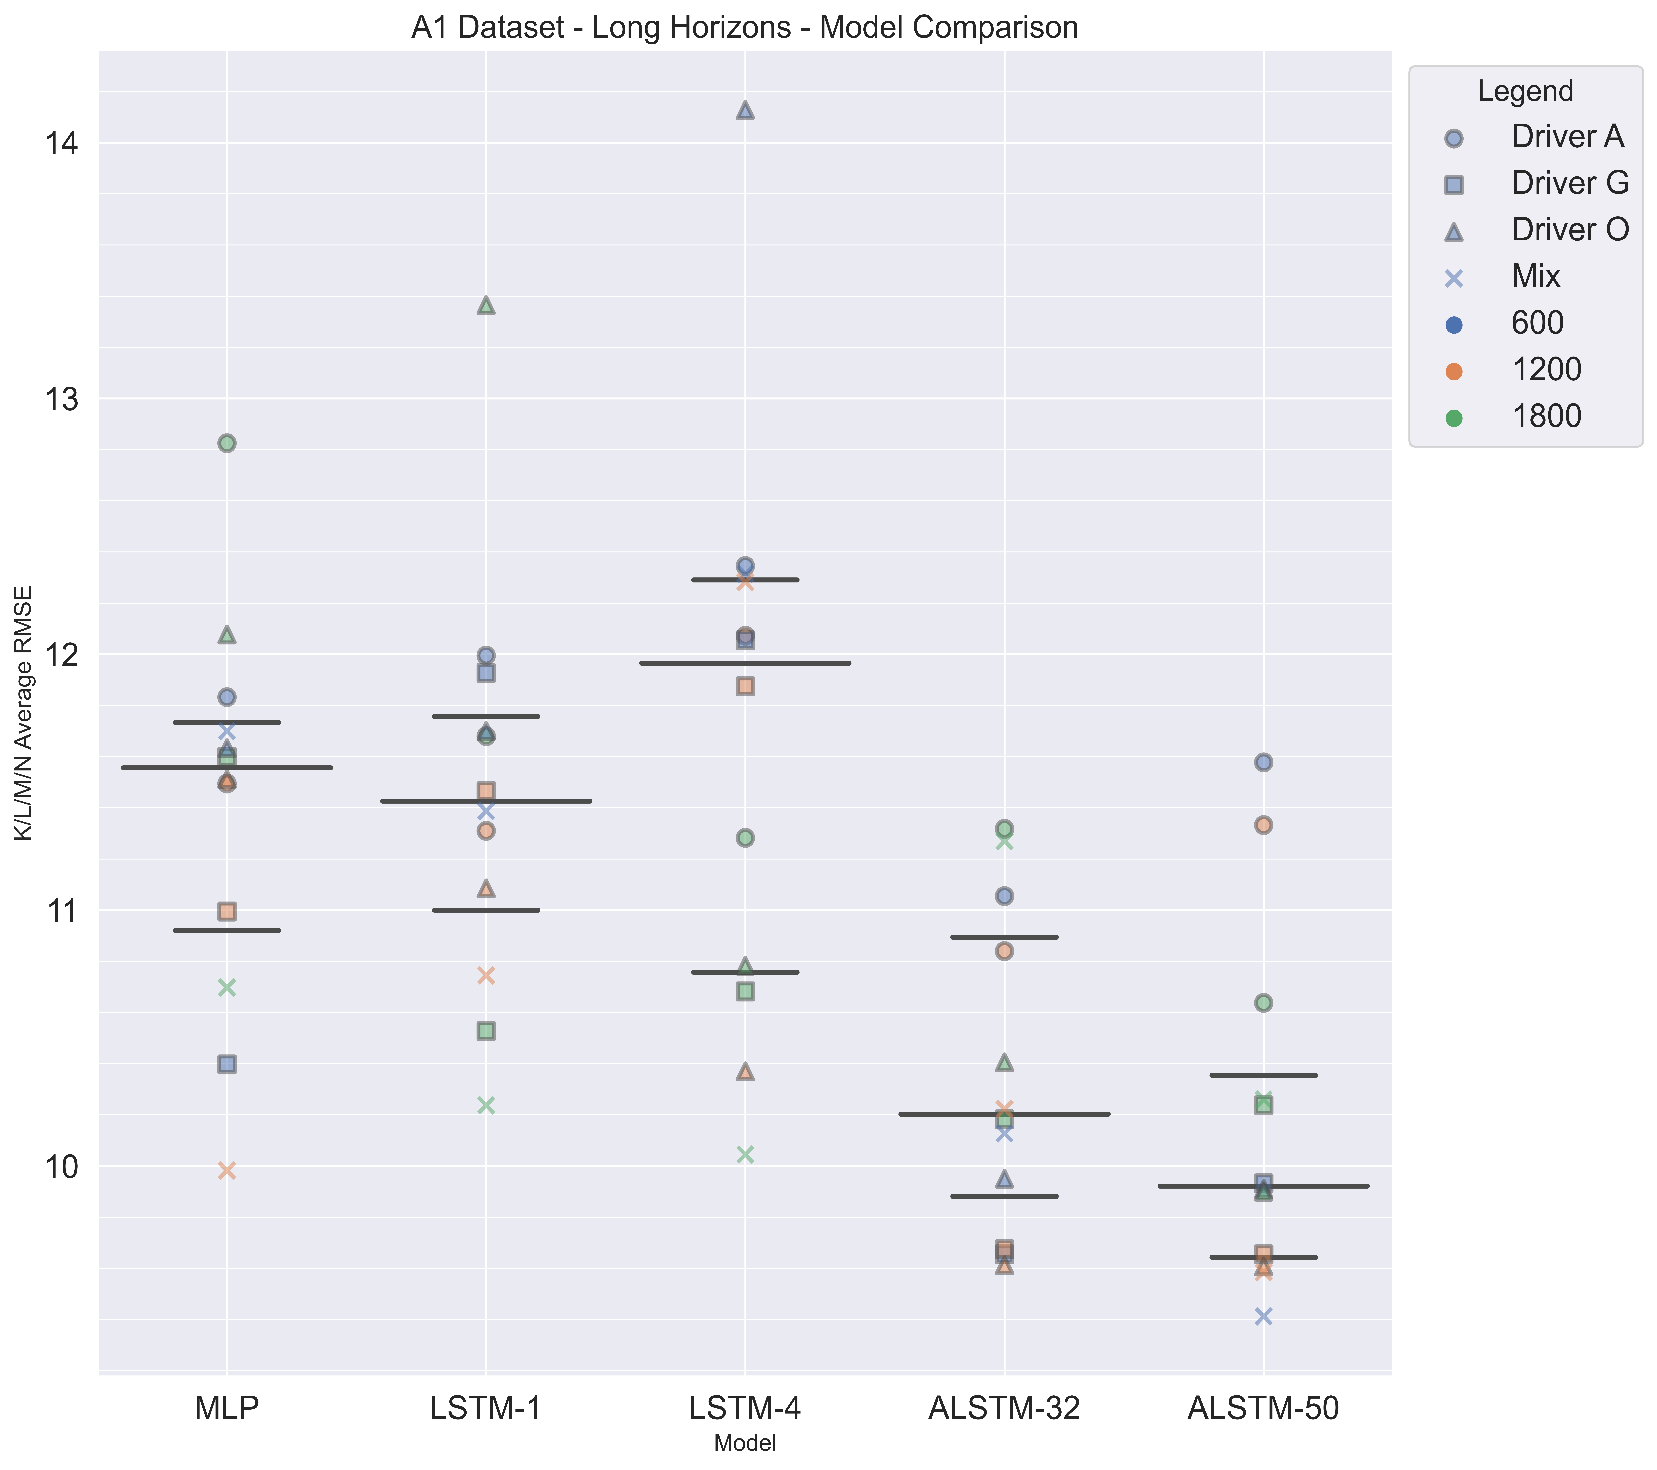 A1 Dataset - Long Horizons - Model Comparison
Legend
Driver A
Driver G
Driver O
Mix
600
1200
1800
K/L/M/N Average RMSE
14
13
12
11
10
MLP
LSTM-1
LSTM-4
ALSTM-32
ALSTM-50
Model